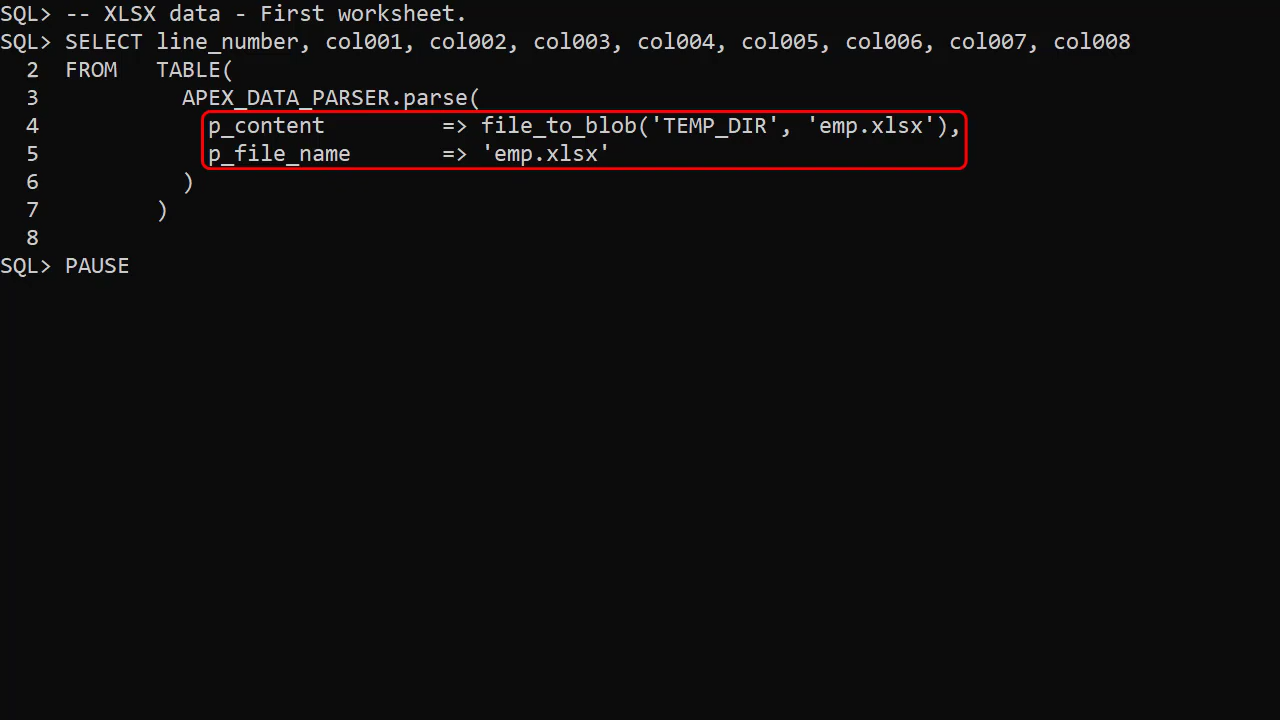 SQL> -- XLSX data - First worksheet.
SQL> SELECT line_number, col001, col002, col003, col004, col005, col006, col007, col008
  2  FROM   TABLE(
  3           APEX_DATA_PARSER.parse(
  4             p_content         => file_to_blob('TEMP_DIR', 'emp.xlsx'),
  5             p_file_name       => 'emp.xlsx'
  6           )
  7         )
  8
SQL> PAUSE